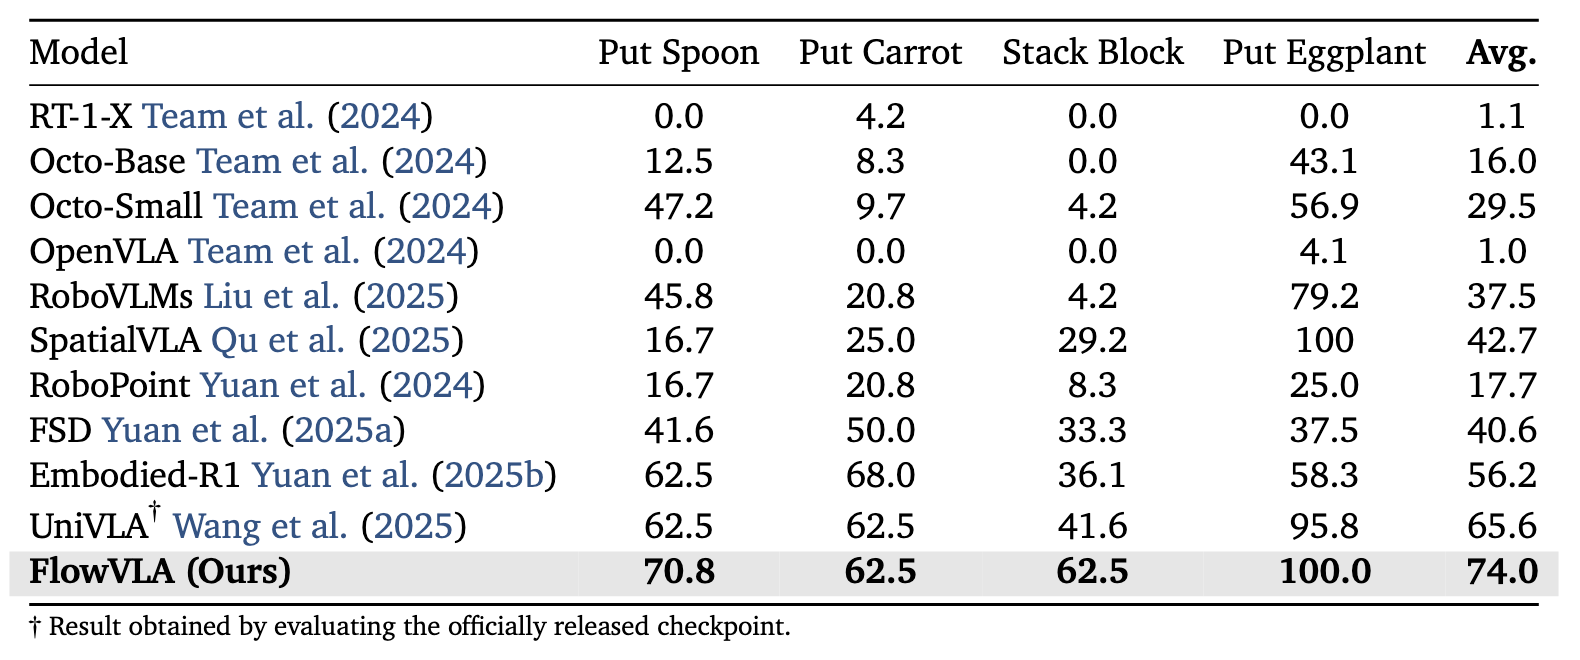 Model Put Spoon Put Carrot Stack Block Put Eggplant Avg.
RT-1-X Team et al. (2024) 0.0 4.2 0.0 0.0 1.1
Octo-Base Team et al. (2024) 12.5 8.3 0.0 43.1 16.0
Octo-Small Team et al. (2024) 47.2 9.7 4.2 56.9 29.5
OpenVLA Team et al. (2024) 0.0 0.0 0.0 4.1 1.0
RoboVLMs Liu et al. (2025) 45.8 20.8 4.2 79.2 37.5
SpatialVLA Qu et al. (2025) 16.7 25.0 29.2 100 42.7
RoboPoint Yuan et al. (2024) 16.7 20.8 8.3 25.0 17.7
FSD Yuan et al. (2025a) 41.6 50.0 33.3 37.5 40.6
Embodied-R1 Yuan et al. (2025b) 62.5 68.0 36.1 58.3 56.2
UniVLA† Wang et al. (2025) 62.5 62.5 41.6 95.8 65.6
FlowVLA (Ours) 70.8 62.5 62.5 100.0 74.0
† Result obtained by evaluating the officially released checkpoint.